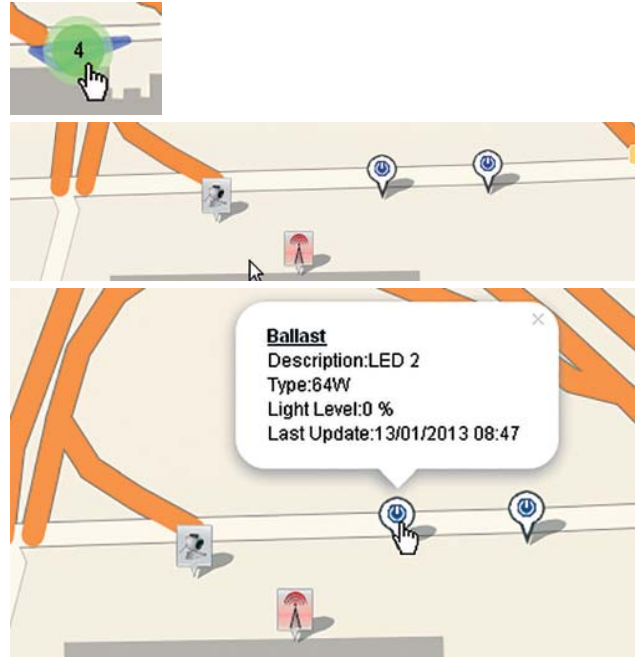 4
Ballast
Description:LED 2
Type:64W
Light Level:0 %
Last Update:13/01/2013 08:47